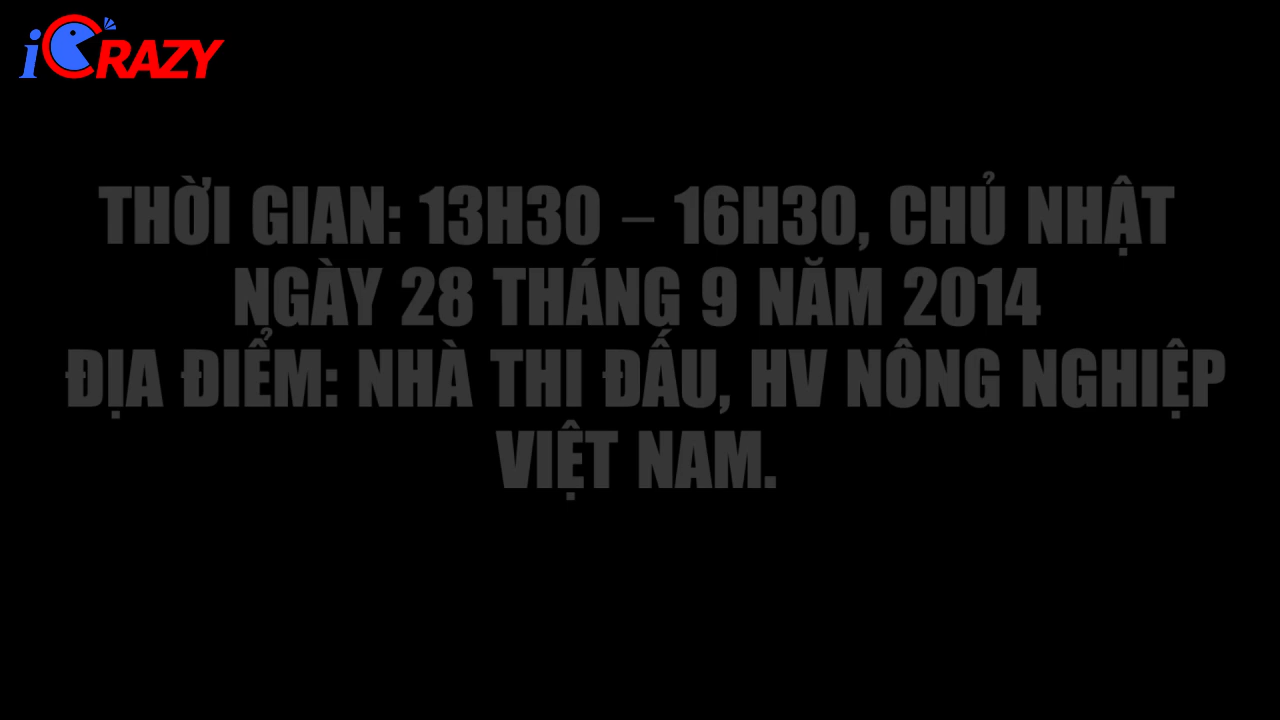 iCRAZY
THỜI GIAN: 13H30 – 16H30, CHỦ NHẬT
NGÀY 28 THÁNG 9 NĂM 2014
ĐỊA ĐIỂM: NHÀ THI ĐẤU, HV NÔNG NGHIỆP
VIỆT NAM.